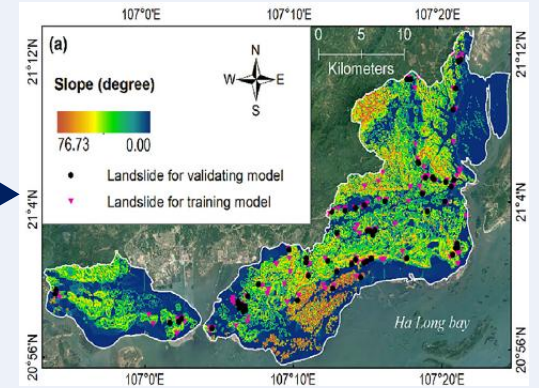 107°0'E 107°10'E 107°20'E
(a)
N
W E
S
0 5 10
Kilometers
Slope (degree)
76.73 0.00
Landslide for validating model
Landslide for training model
Ha Long bay
21°12'N 21°12'N
21°4'N 21°4'N
20°56'N 20°56'N
107°0'E 107°10'E 107°20'E